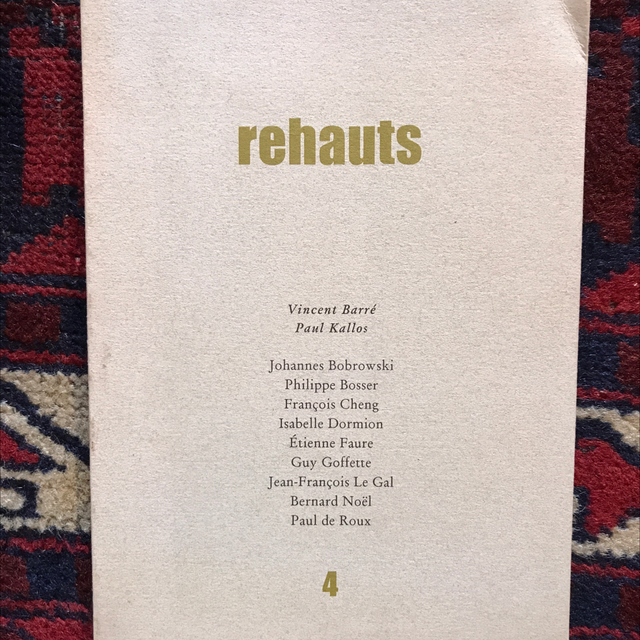 rehauts
Vincent Barré
Paul Kallos
Johannes Bobrowski
Philippe Bosser
François Cheng
Isabelle Dormion
Étienne Faure
Guy Goffette
Jean-François Le Gal
Bernard Noël
Paul de Roux
4